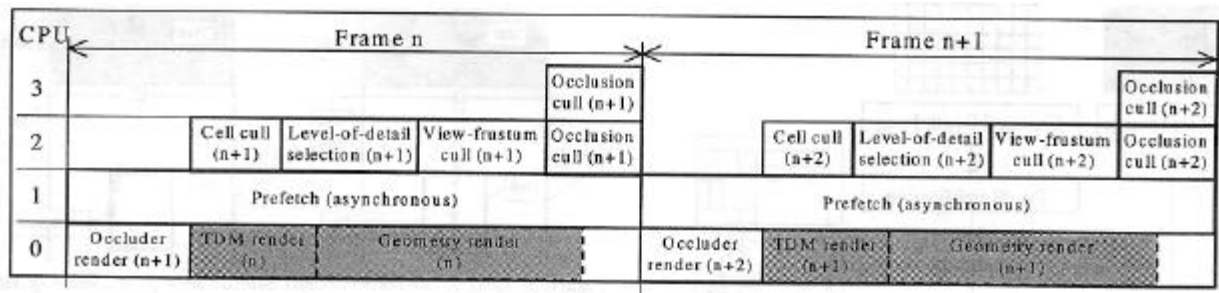 CPU Frame n Frame n+1
3 Occlusion Occlusion
cull (n+1) cull (n+2)
2 Cell cull Level-of-detail View-frustum Occlusion Cell cull Level-of-detail View-frustum Occlusion
(n+1) selection (n+1) cull (n+1) cull (n+1) (n+2) selection (n+2) cull (n+2) cull (n+2)
1 Prefetch (asynchronous) Prefetch (asynchronous)
0 Occluder TDM render Geometry render Occluder TDM render Geometry render
render (n+1) (n) (n) render (n+2) (n+1) (n+1)